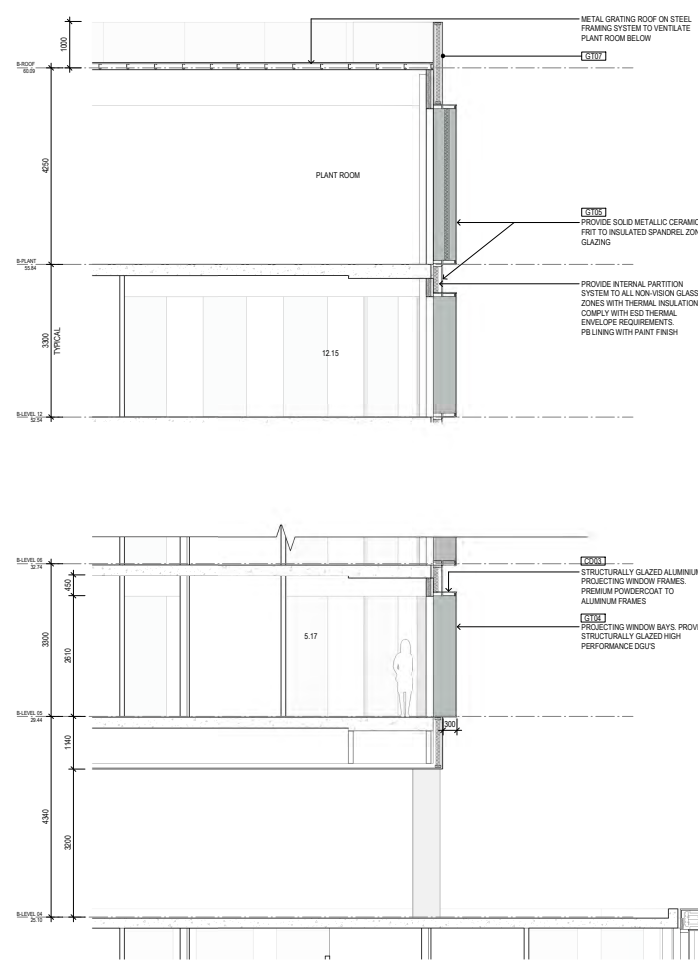 METAL GRATING ROOF ON STEEL
FRAMING SYSTEM TO VENTILATE
PLANT ROOM BELOW
1000
GT07
B-ROOF
60.09
4250
PLANT ROOM
GT05
PROVIDE SOLID METALLIC CERAMIC
FRIT TO INSULATED SPANDREL ZON
GLAZING
B-PLANT
55.84
PROVIDE INTERNAL PARTITION
SYSTEM TO ALL NON-VISION GLASS
ZONES WITH THERMAL INSULATION
COMPLY WITH ESD THERMAL
ENVELOPE REQUIREMENTS.
PB LINING WITH PAINT FINISH
3300
TYPICAL
12.15
B-LEVEL 12
52.54
B-LEVEL 06
32.74
CD03
STRUCTURALLY GLAZED ALUMINIUM
PROJECTING WINDOW FRAMES.
PREMIUM POWDERCOAT TO
ALUMINUM FRAMES
450
GT04
PROJECTING WINDOW BAYS. PROVI
STRUCTURALLY GLAZED HIGH
PERFORMANCE DGU'S
3300
2610
5.17
B-LEVEL 05
29.44
300
1140
4340
3200
B-LEVEL 04
25.10